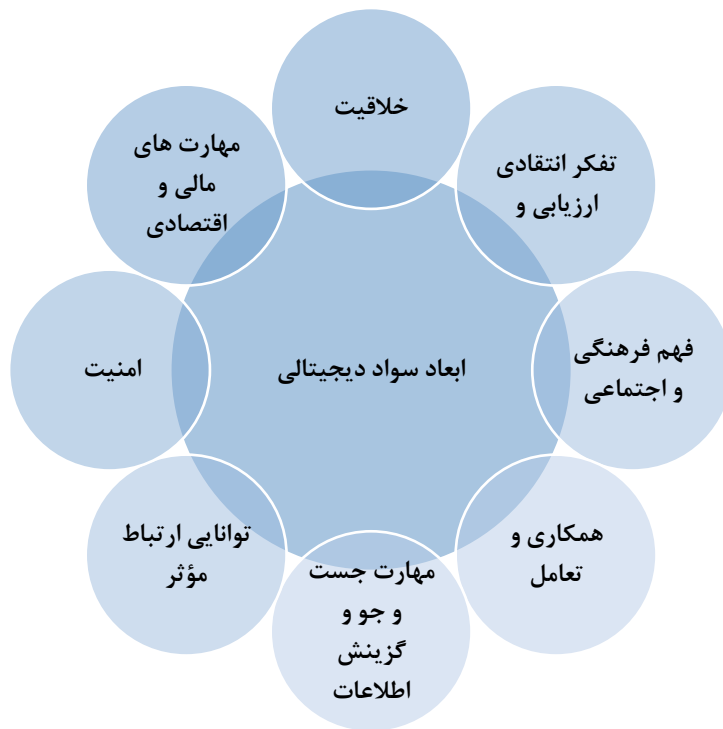 خلاقیت
تفکر انتقادی
ارزیابی و
فهم فرهنگی
و اجتماعی
همکاری و
تعامل
مهارت جست
و جو و
گزینش
اطلاعات
توانایی ارتباط
مؤثر
امنیت
مهارت های
مالی و
اقتصادی
ابعاد سواد دیجیتالی